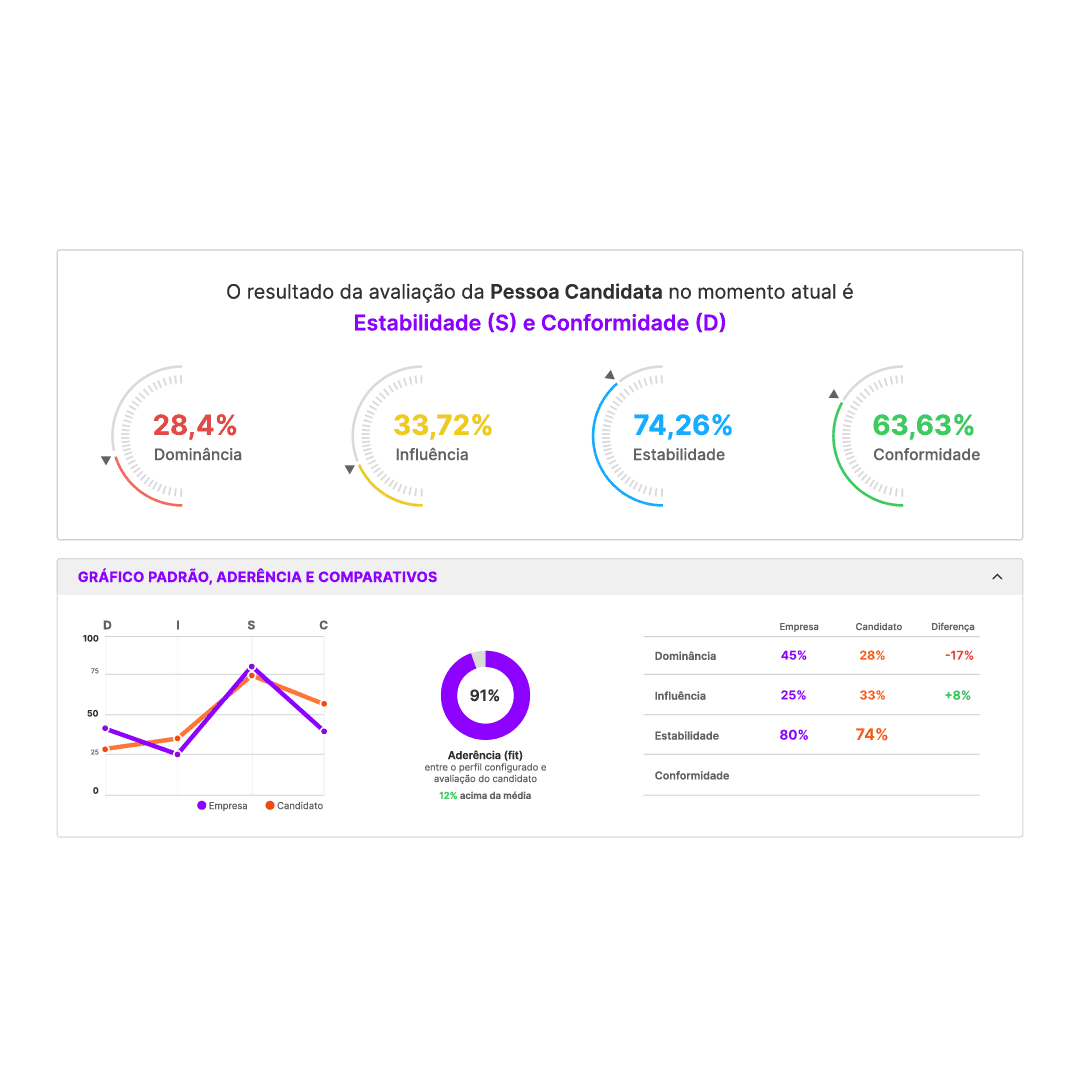 O resultado da avaliação da Pessoa Candidata no momento atual é
Estabilidade (S) e Conformidade (D)
28,4%
Dominância
33,72%
Influência
74,26%
Estabilidade
63,63%
Conformidade
GRÁFICO PADRÃO, ADERÊNCIA E COMPARATIVOS
D I S C
100
75
50
25
0
Empresa Candidato
91%
Aderência (fit)
entre o perfil configurado e
avaliação do candidato
12% acima da média
Empresa Candidato Diferença
Dominância 45% 28% -17%
Influência 25% 33% +8%
Estabilidade 80% 74%
Conformidade